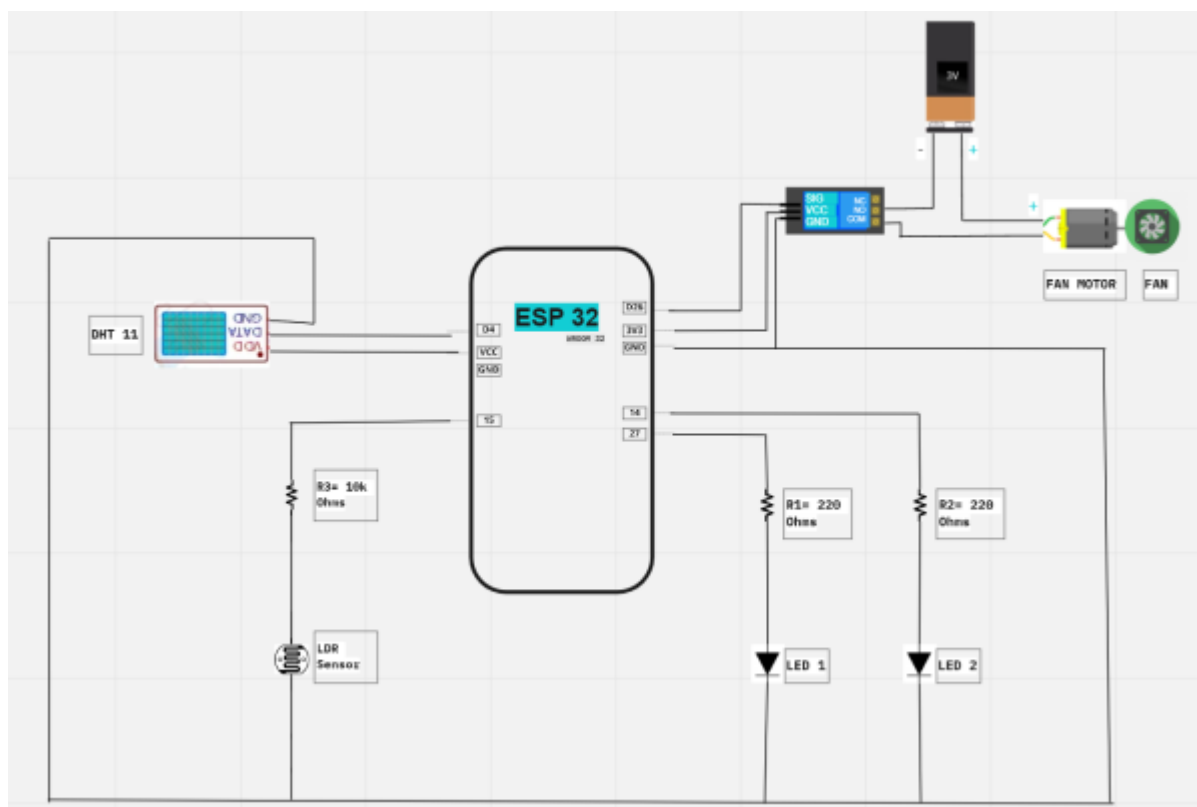 3V
-
+
SIG
VCC
GND
NC
NO
COM
+
FAN MOTOR
FAN
DHT 11
GND
DATA
VDD
ESP 32
WROOM 32
D4
VCC
GND
15
D26
3V3
GND
14
27
R3= 10k
Ohms
R1= 220
Ohms
R2= 220
Ohms
LDR
Sensor
LED 1
LED 2